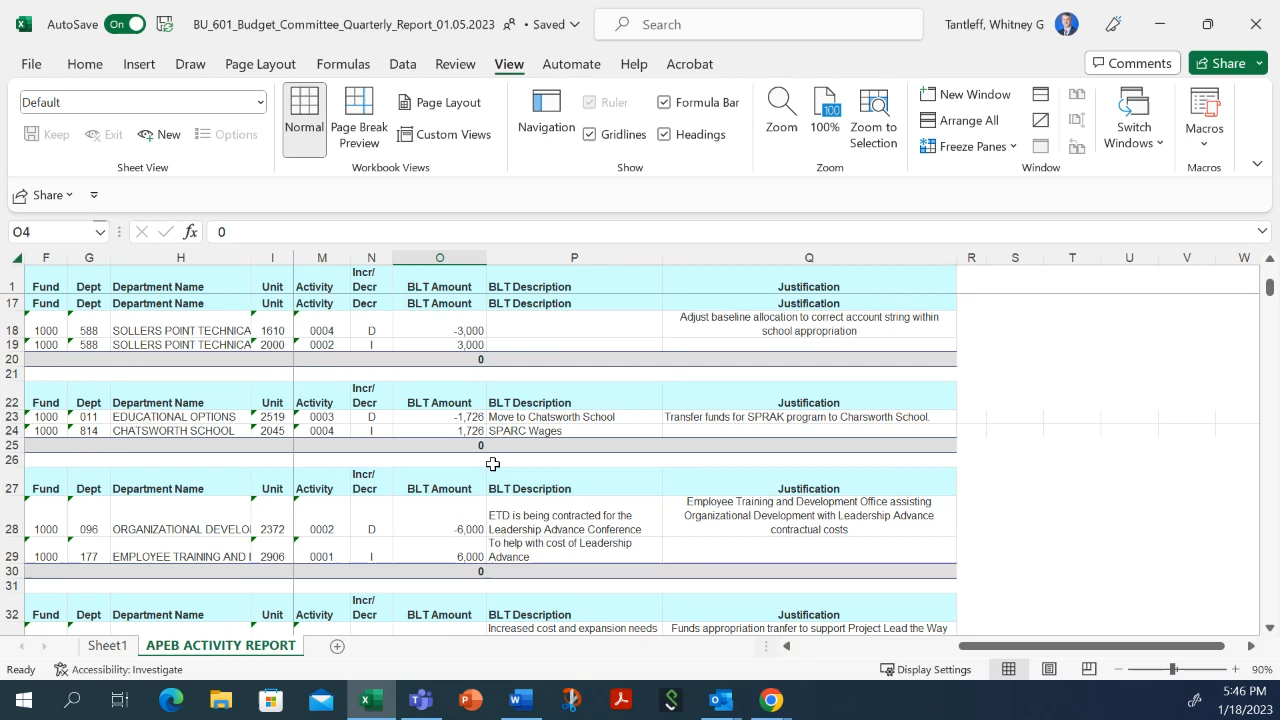 AutoSave On BU_601_Budget_Committee_Quarterly_Report_01.05.2023 • Saved Search Tantleff, Whitney G
File Home Insert Draw Page Layout Formulas Data Review View Automate Help Acrobat Comments Share
Default
Keep Exit New Options
Sheet View
Normal
Page Break
Preview
Page Layout
Custom Views
Workbook Views
Navigation
Ruler
Gridlines
Formula Bar
Headings
Show
Zoom
100
100%
Zoom to
Selection
Zoom
New Window
Arrange All
Freeze Panes
Switch
Windows
Window
Macros
Macros
Share
O4 fx 0
F G H I M N O P Q R S T U V W
Incr/
1 Fund Dept Department Name Unit Activity Decr BLT Amount BLT Description Justification
17 Fund Dept Department Name Unit Activity BLT Amount BLT Description Justification
Adjust baseline allocation to correct account string within
18 1000 588 SOLLERS POINT TECHNICA 1610 0004 D -3,000 school appropriation
19 1000 588 SOLLERS POINT TECHNICA 2000 0002 I 3,000
20 0
21
Incr/
22 Fund Dept Department Name Unit Activity Decr BLT Amount BLT Description Justification
23 1000 011 EDUCATIONAL OPTIONS 2519 0003 D -1,726 Move to Chatsworth School Transfer funds for SPRAK program to Charsworth School.
24 1000 814 CHATSWORTH SCHOOL 2045 0004 I 1,726 SPARC Wages
25 0
26
Incr/
27 Fund Dept Department Name Unit Activity Decr BLT Amount BLT Description Justification
Employee Training and Development Office assisting
ETD is being contracted for the Organizational Development with Leadership Advance
28 1000 096 ORGANIZATIONAL DEVELO 2372 0002 D -6,000 Leadership Advance Conference contractual costs
To help with cost of Leadership
29 1000 177 EMPLOYEE TRAINING AND 2906 0001 I 6,000 Advance
30 0
31
Incr/
32 Fund Dept Department Name Unit Activity Decr BLT Amount BLT Description Justification
Increased cost and expansion needs Funds appropriation tranfer to support Project Lead the Way
Sheet1 APEB ACTIVITY REPORT
Ready Accessibility: Investigate Display Settings 90%
5:46 PM
1/18/2023